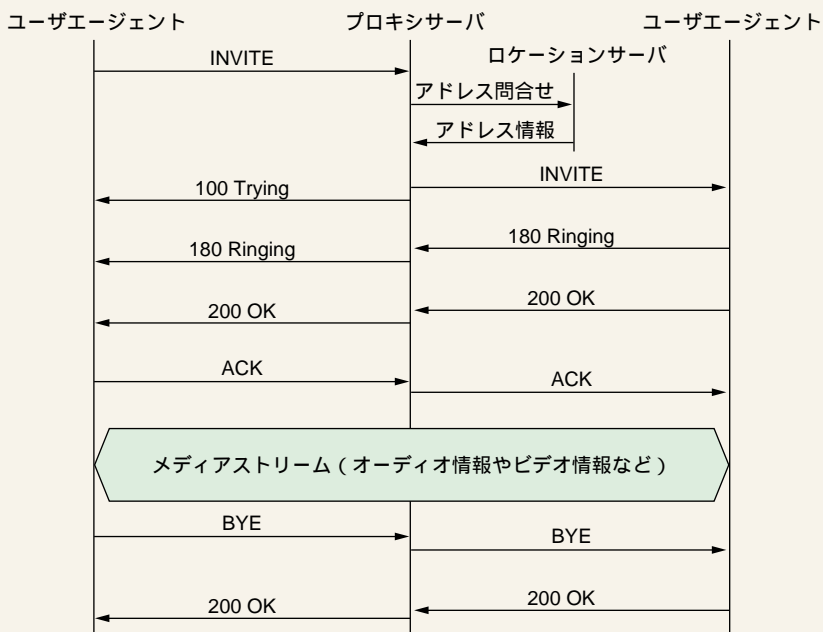 ユーザエージェント プロキシサーバ ユーザエージェント
ロケーションサーバ
INVITE
アドレス問合せ
アドレス情報
INVITE
100 Trying
180 Ringing
180 Ringing
200 OK
200 OK
ACK
ACK
メディアストリーム(オーディオ情報やビデオ情報など)
BYE
BYE
200 OK
200 OK